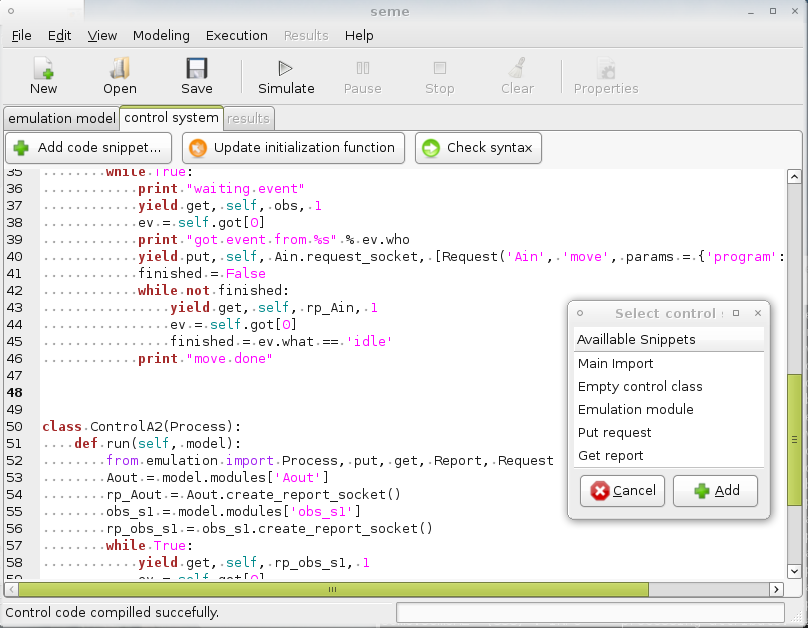 seme
File Edit View Modeling Execution Results Help
New Open Save Simulate Pause Stop Clear Properties
emulation model control system results
Add code snippet... Update initialization function Check syntax
35 while True:
36 print "waiting event"
37 yield get, self, obs, 1
38 ev = self.got[0]
39 print "got event from %s" % ev.who
40 yield put, self, Ain.request_socket, [Request('Ain', 'move', params = {'program':
41 finished = False
42 while not finished:
43 yield get, self, rp_Ain, 1
44 ev = self.got[0]
45 finished = ev.what == 'idle'
46 print "move done"
47
48
49
50 class ControlA2(Process):
51 def run(self, model):
52 from emulation import Process, put, get, Report, Request
53 Aout = model.modules['Aout']
54 rp_Aout = Aout.create_report_socket()
55 obs_s1 = model.modules['obs_s1']
56 rp_obs_s1 = obs_s1.create_report_socket()
57 while True:
58 yield get, self, rp_obs_s1, 1
59 ev = self.got[0]
Select control
Availlable Snippets
Main Import
Empty control class
Emulation module
Put request
Get report
Cancel Add
Control code compilled succefully.